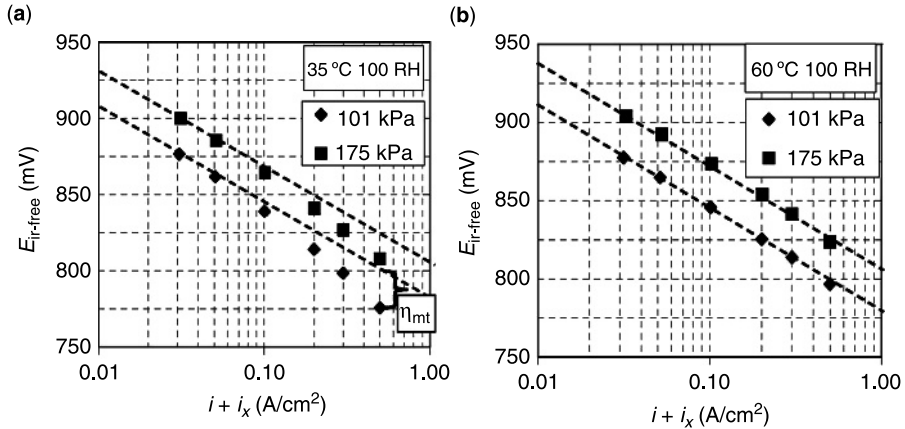 (a)
950
900
850
800
750
E_ir-free (mV)
35 °C 100 RH
101 kPa
175 kPa
η_mt
0.01
0.10
1.00
i + i_x (A/cm²)
(b)
950
900
850
800
750
E_ir-free (mV)
60 °C 100 RH
101 kPa
175 kPa
0.01
0.10
1.00
i + i_x (A/cm²)